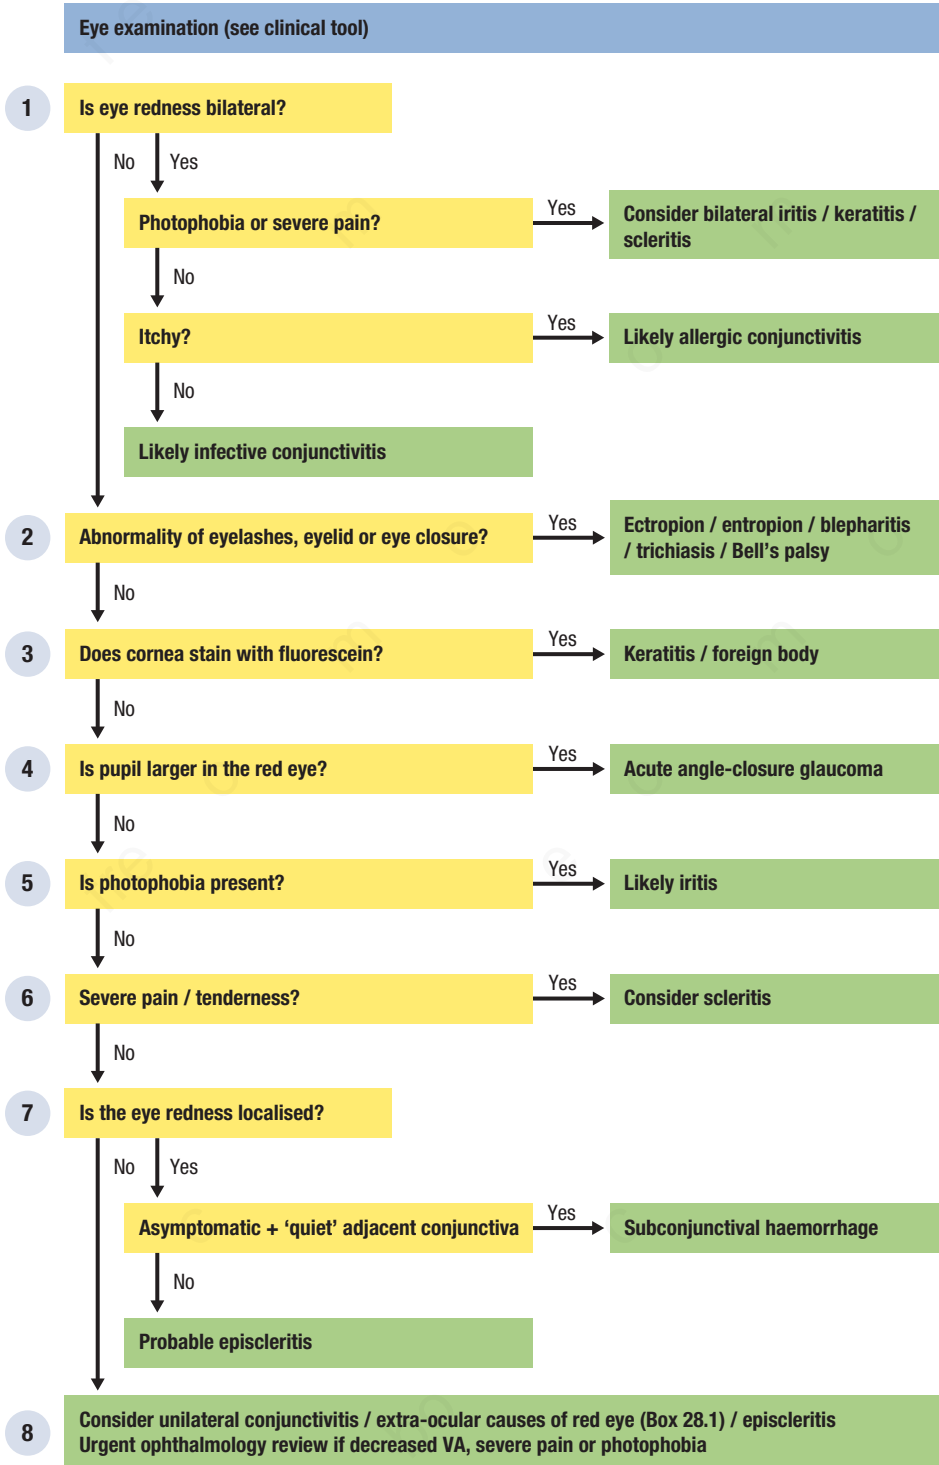 Eye examination (see clinical tool)
1
Is eye redness bilateral?
No
Yes
Photophobia or severe pain?
Yes
Consider bilateral iritis / keratitis /
scleritis
No
Itchy?
Yes
Likely allergic conjunctivitis
No
Likely infective conjunctivitis
2
Abnormality of eyelashes, eyelid or eye closure?
Yes
Ectropion / entropion / blepharitis
/ trichiasis / Bell's palsy
No
3
Does cornea stain with fluorescein?
Yes
Keratitis / foreign body
No
4
Is pupil larger in the red eye?
Yes
Acute angle-closure glaucoma
No
5
Is photophobia present?
Yes
Likely iritis
No
6
Severe pain / tenderness?
Yes
Consider scleritis
No
7
Is the eye redness localised?
No
Yes
Asymptomatic + 'quiet' adjacent conjunctiva
Yes
Subconjunctival haemorrhage
No
Probable episcleritis
8
Consider unilateral conjunctivitis / extra-ocular causes of red eye (Box 28.1) / episcleritis
Urgent ophthalmology review if decreased VA, severe pain or photophobia